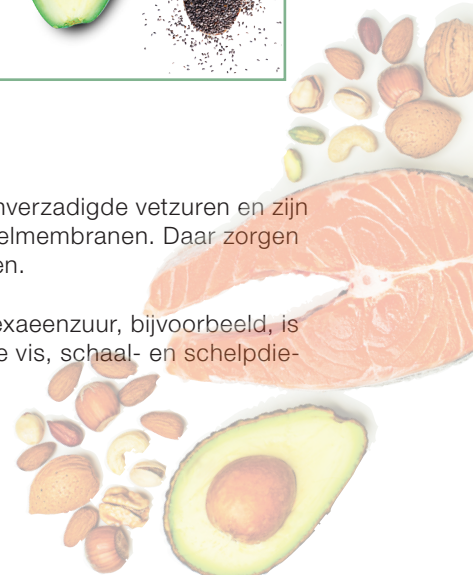 nverzadigde vetzuren en zijn
elmembranen. Daar zorgen
en.
exaeenzuur, bijvoorbeeld, is
e vis, schaal- en schelpdie-